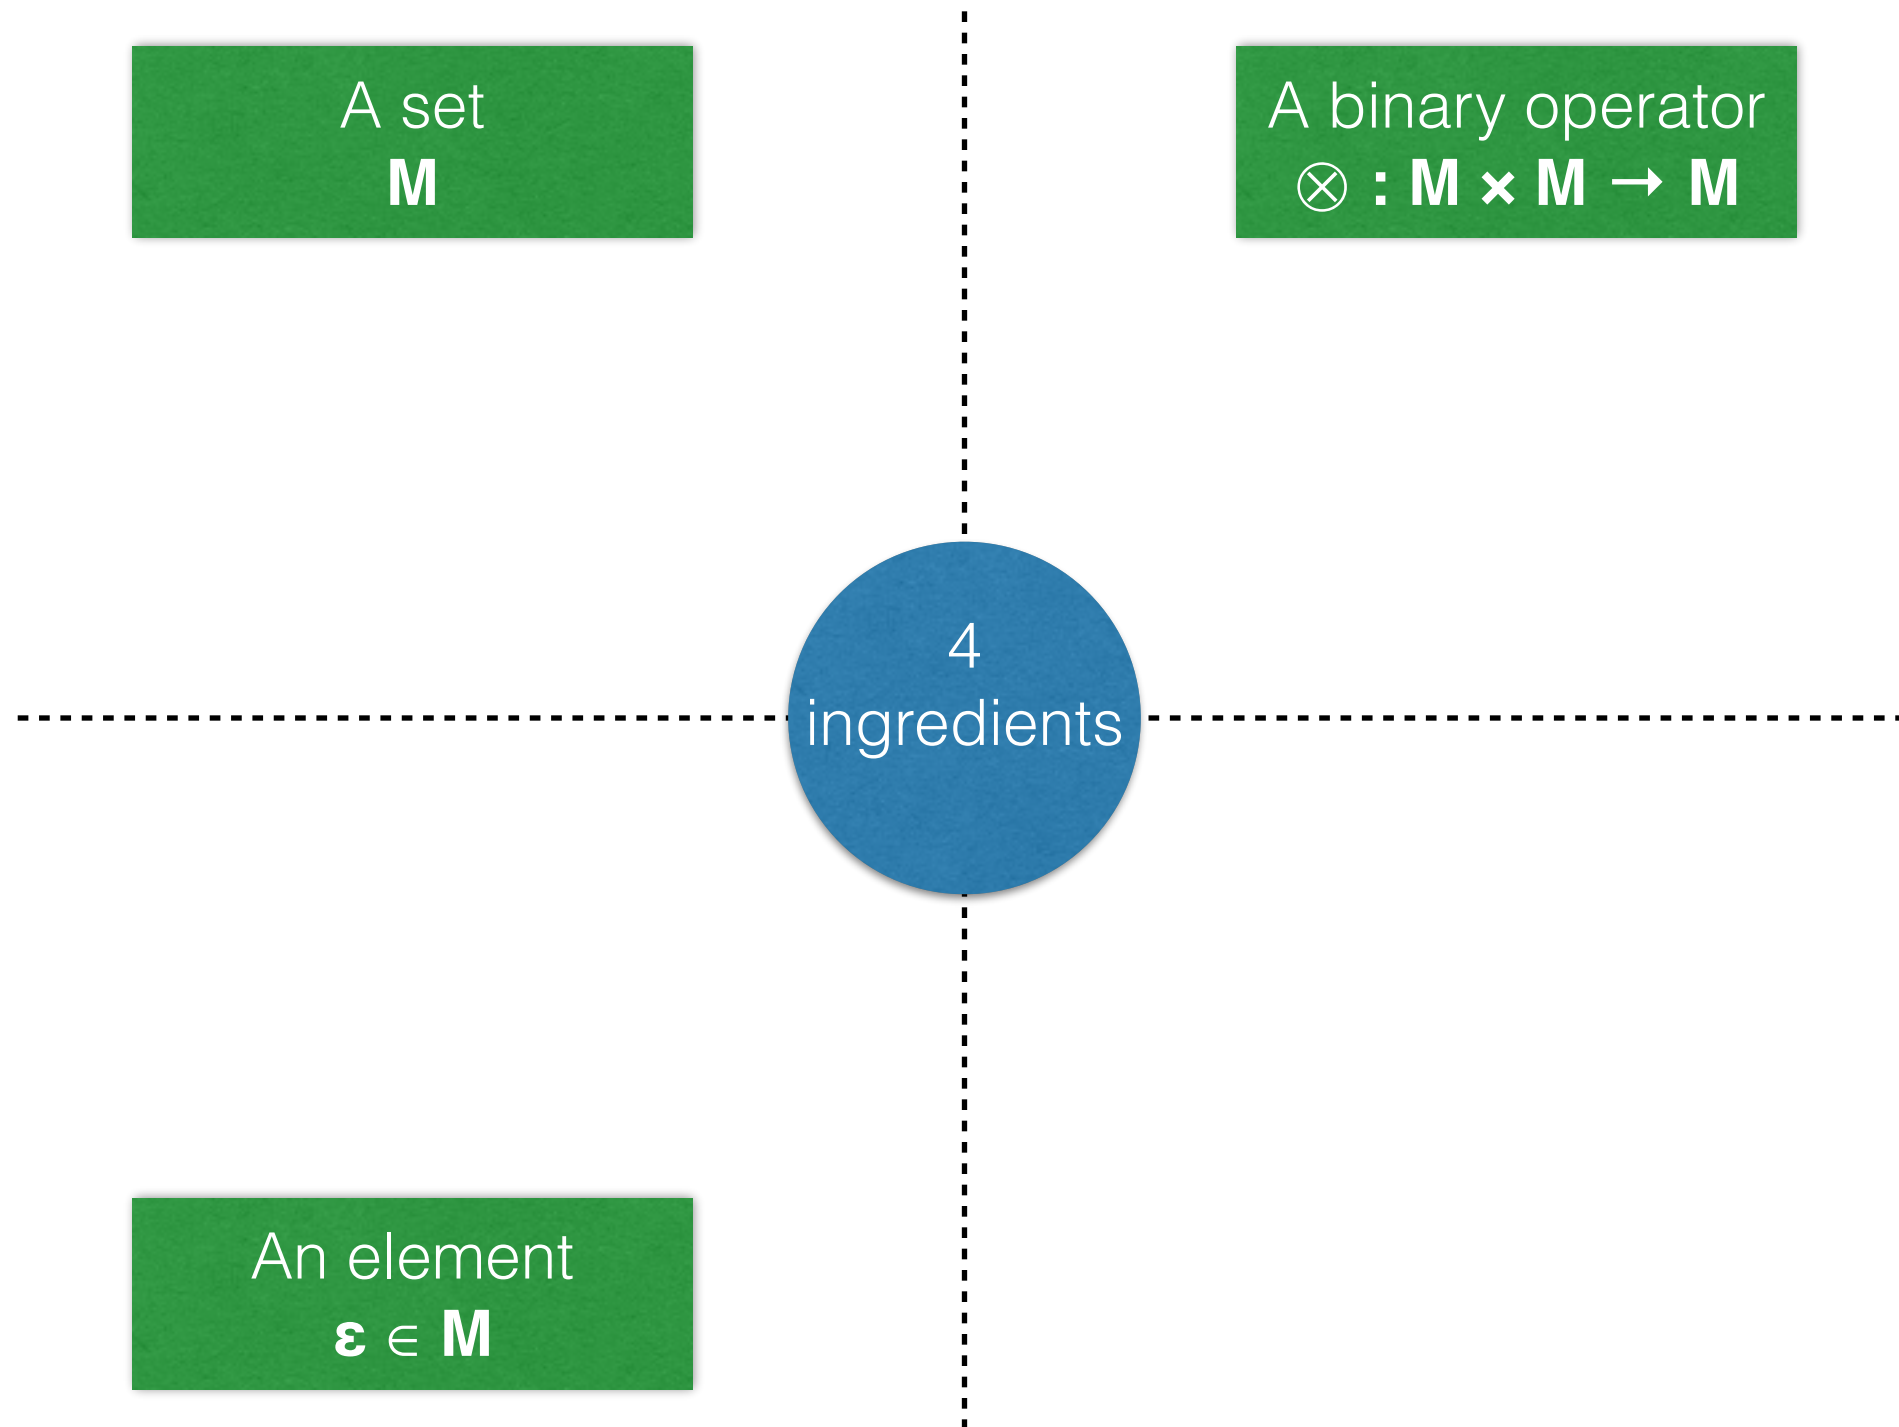 A set
M
A binary operator
⊗ : M × M → M
4
ingredients
An element
ε ∈ M